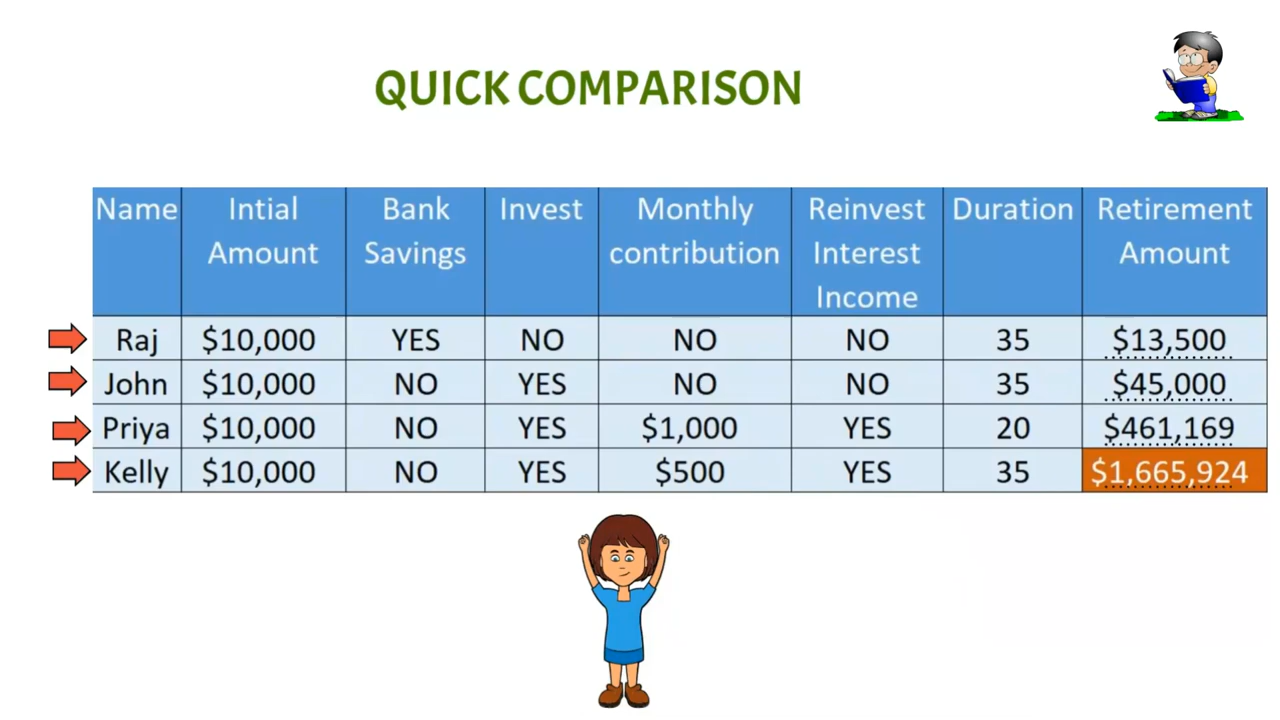 QUICK COMPARISON
Name Intial Amount Bank Savings Invest Monthly contribution Reinvest Interest Income Duration Retirement Amount
Raj $10,000 YES NO NO NO 35 $13,500
John $10,000 NO YES NO NO 35 $45,000
Priya $10,000 NO YES $1,000 YES 20 $461,169
Kelly $10,000 NO YES $500 YES 35 $1,665,924